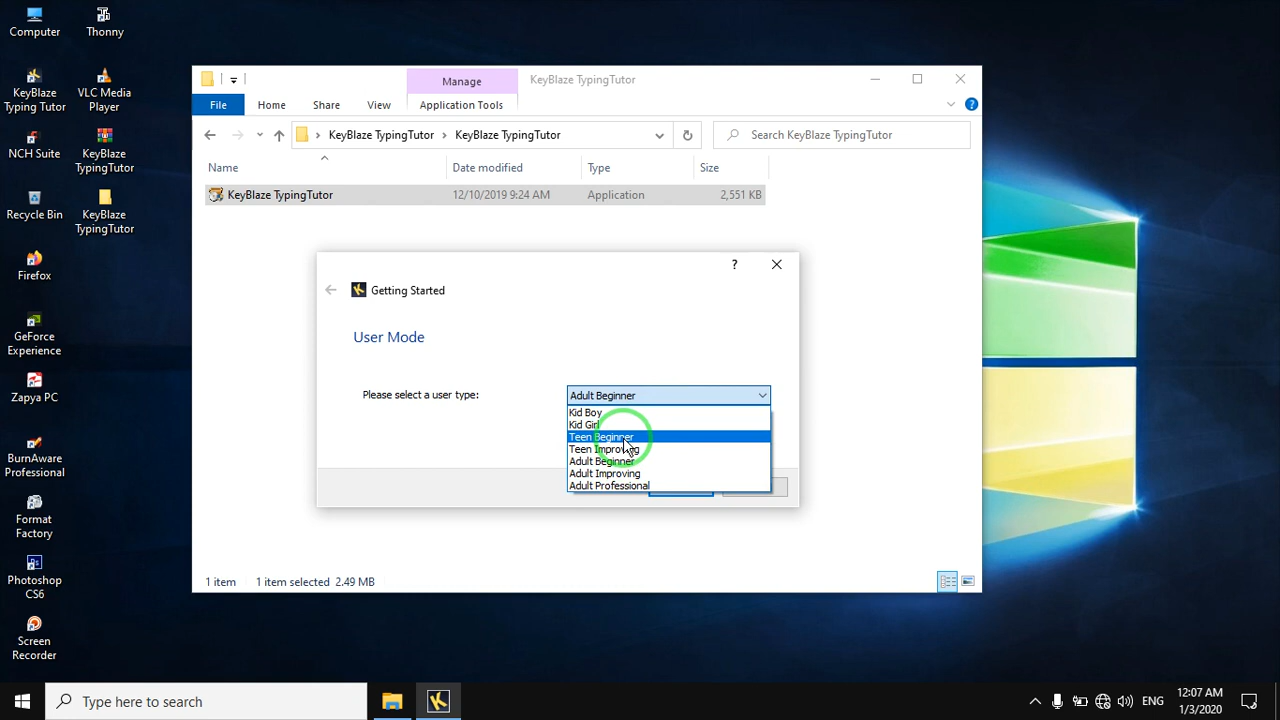 Computer
Thonny
KeyBlaze
Typing Tutor
VLC Media
Player
NCH Suite
KeyBlaze
TypingTutor
Recycle Bin
KeyBlaze
TypingTutor
Firefox
GeForce
Experience
Zapya PC
BurnAware
Professional
Format
Factory
Photoshop
CS6
Screen
Recorder
Manage
KeyBlaze TypingTutor
File
Home
Share
View
Application Tools
KeyBlaze TypingTutor
KeyBlaze TypingTutor
Search KeyBlaze TypingTutor
Name
Date modified
Type
Size
KeyBlaze TypingTutor
12/10/2019 9:24 AM
Application
2,551 KB
Getting Started
User Mode
Please select a user type:
Adult Beginner
Kid Boy
Kid Girl
Teen Beginner
Teen Improving
Adult Beginner
Adult Improving
Adult Professional
1 item
1 item selected 2.49 MB
Type here to search
ENG
12:07 AM
1/3/2020